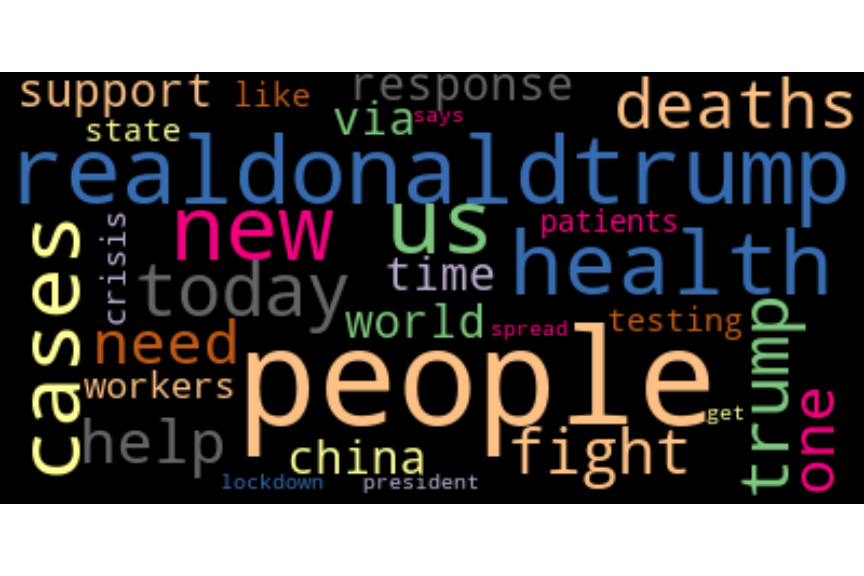 support like response deaths
state via says
realdonaldtrump
cases crisis new us patients
today time health
need world spread testing
workers people get trump one
help china fight
lockdown president